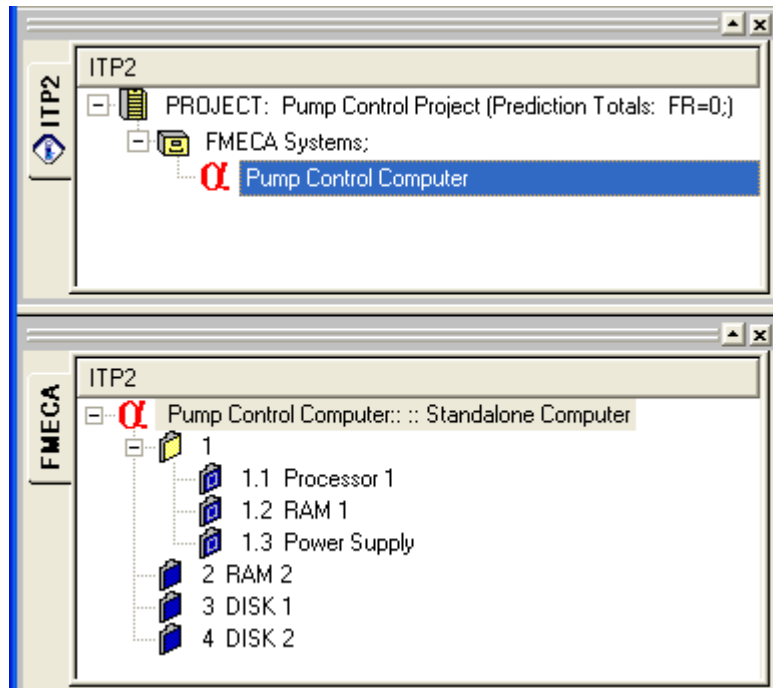 ITP2
ITP2
PROJECT: Pump Control Project (Prediction Totals: FR=0;)
FMECA Systems;
α Pump Control Computer
FMECA
ITP2
α Pump Control Computer:: :: Standalone Computer
1
1.1 Processor 1
1.2 RAM 1
1.3 Power Supply
2 RAM 2
3 DISK 1
4 DISK 2